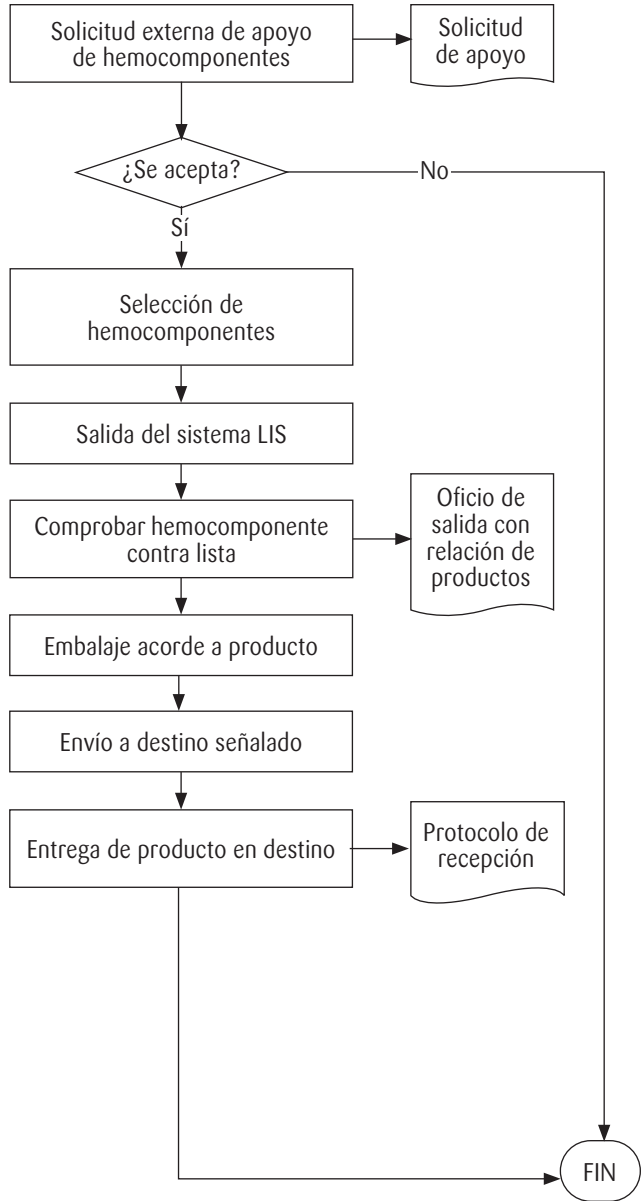 Solicitud externa de apoyo
de hemocomponentes
Solicitud
de apoyo
¿Se acepta?
No
Sí
Selección de
hemocomponentes
Salida del sistema LIS
Comprobar hemocomponente
contra lista
Oficio de
salida con
relación de
productos
Embalaje acorde a producto
Envío a destino señalado
Entrega de producto en destino
Protocolo de
recepción
FIN